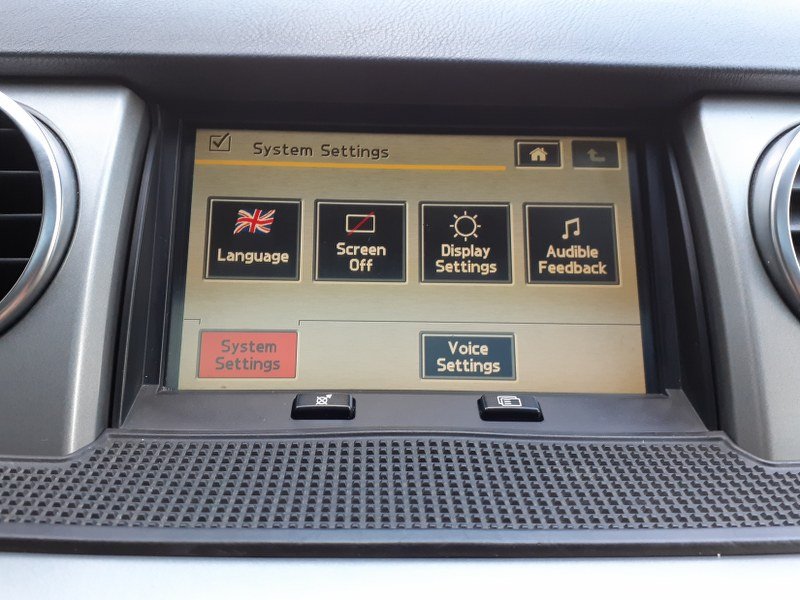 System Settings
Language
Screen
Off
Display
Settings
Audible
Feedback
System
Settings
Voice
Settings